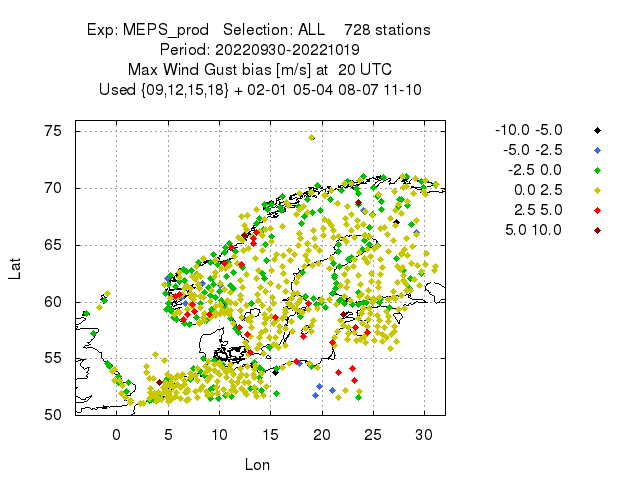 Exp: MEPS_prod Selection: ALL 728 stations
Period: 20220930-20221019
Max Wind Gust bias [m/s] at 20 UTC
Used {09,12,15,18} + 02-01 05-04 08-07 11-10
-10.0 -5.0
-5.0 -2.5
-2.5 0.0
0.0 2.5
2.5 5.0
5.0 10.0
75
70
65
60
55
50
Lat
0 5 10 15 20 25 30
Lon